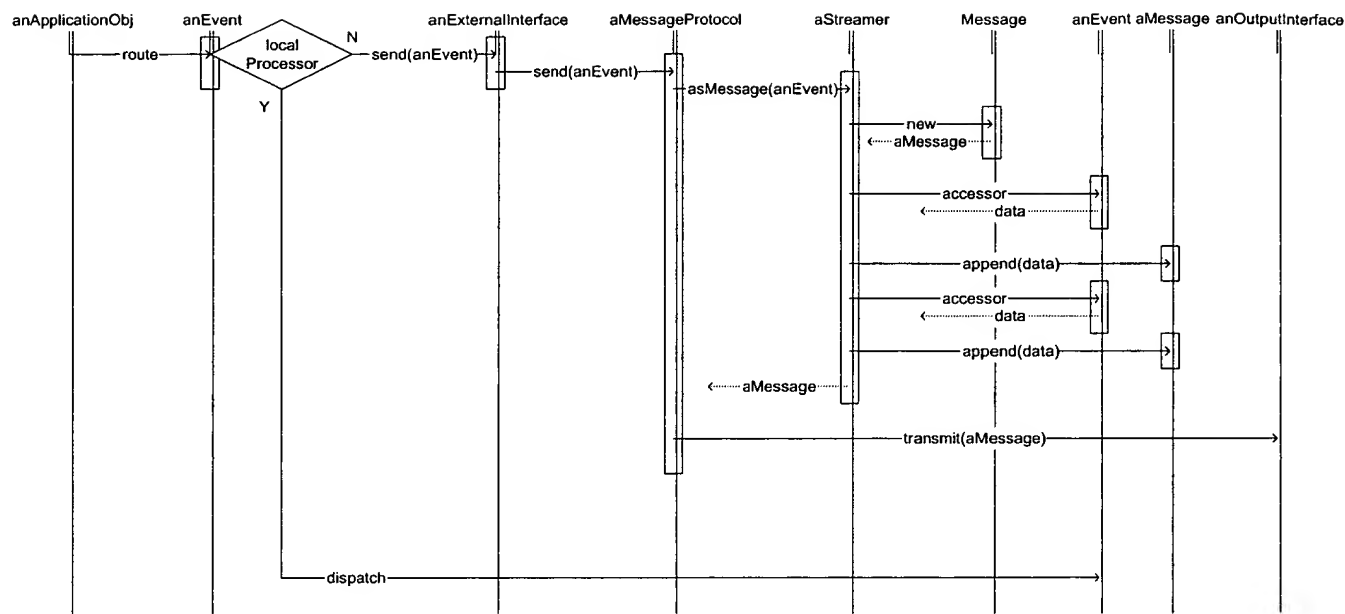 anApplicationObj anEvent anExternalInterface aMessageProtocol aStreamer Message anEvent aMessage anOutputInterface
N
local
Processor
route
send(anEvent)
send(anEvent)
Y
asMessage(anEvent)
new
aMessage
accessor
data
append(data)
accessor
data
append(data)
aMessage
transmit(aMessage)
dispatch